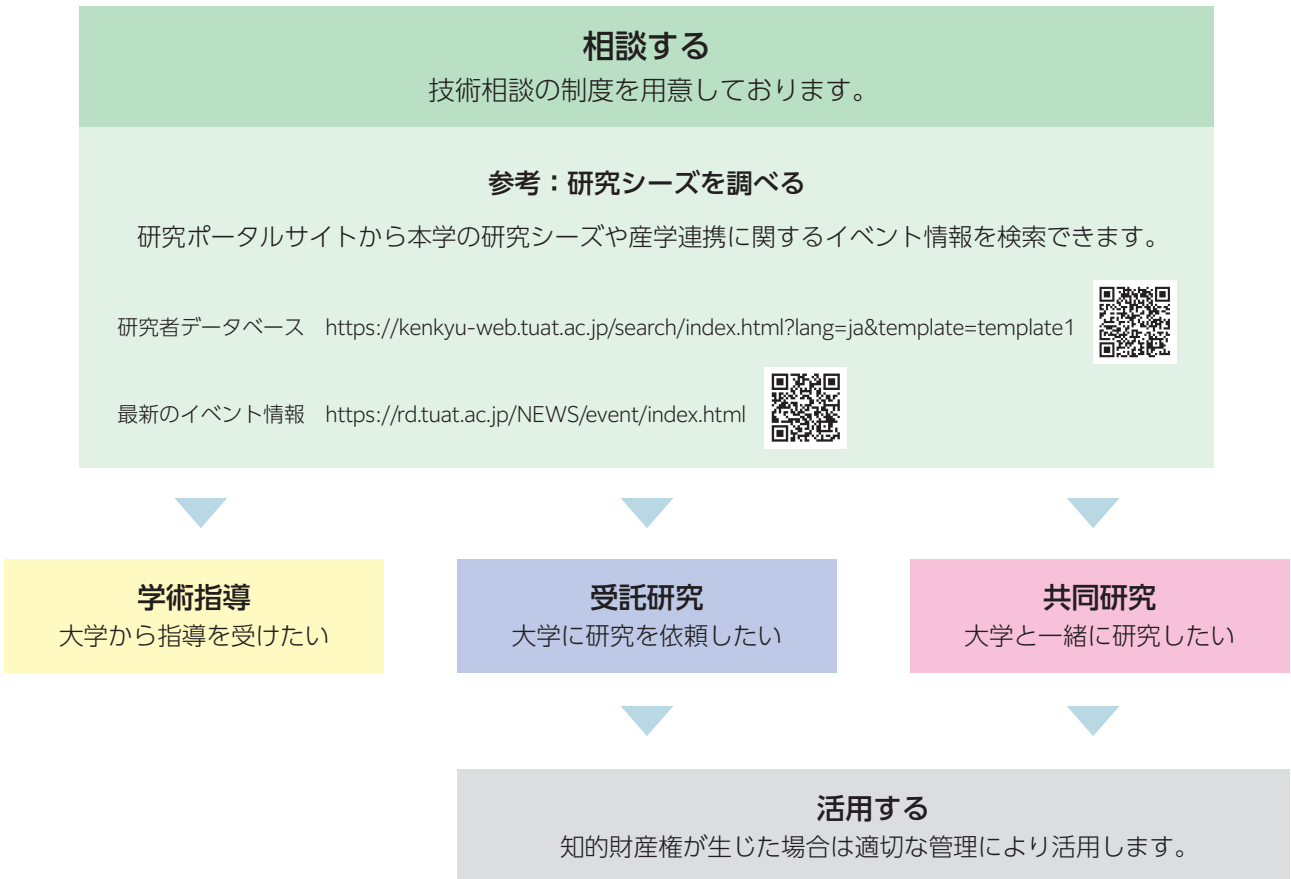 相談する
技術相談の制度を用意しております。
参考：研究シーズを調べる
研究ポータルサイトから本学の研究シーズや産学連携に関するイベント情報を検索できます。
研究者データベース　https://kenkyu-web.tuat.ac.jp/search/index.html?lang=ja&template=template1
最新のイベント情報　https://rd.tuat.ac.jp/NEWS/event/index.html
学術指導
大学から指導を受けたい
受託研究
大学に研究を依頼したい
共同研究
大学と一緒に研究したい
活用する
知的財産権が生じた場合は適切な管理により活用します。